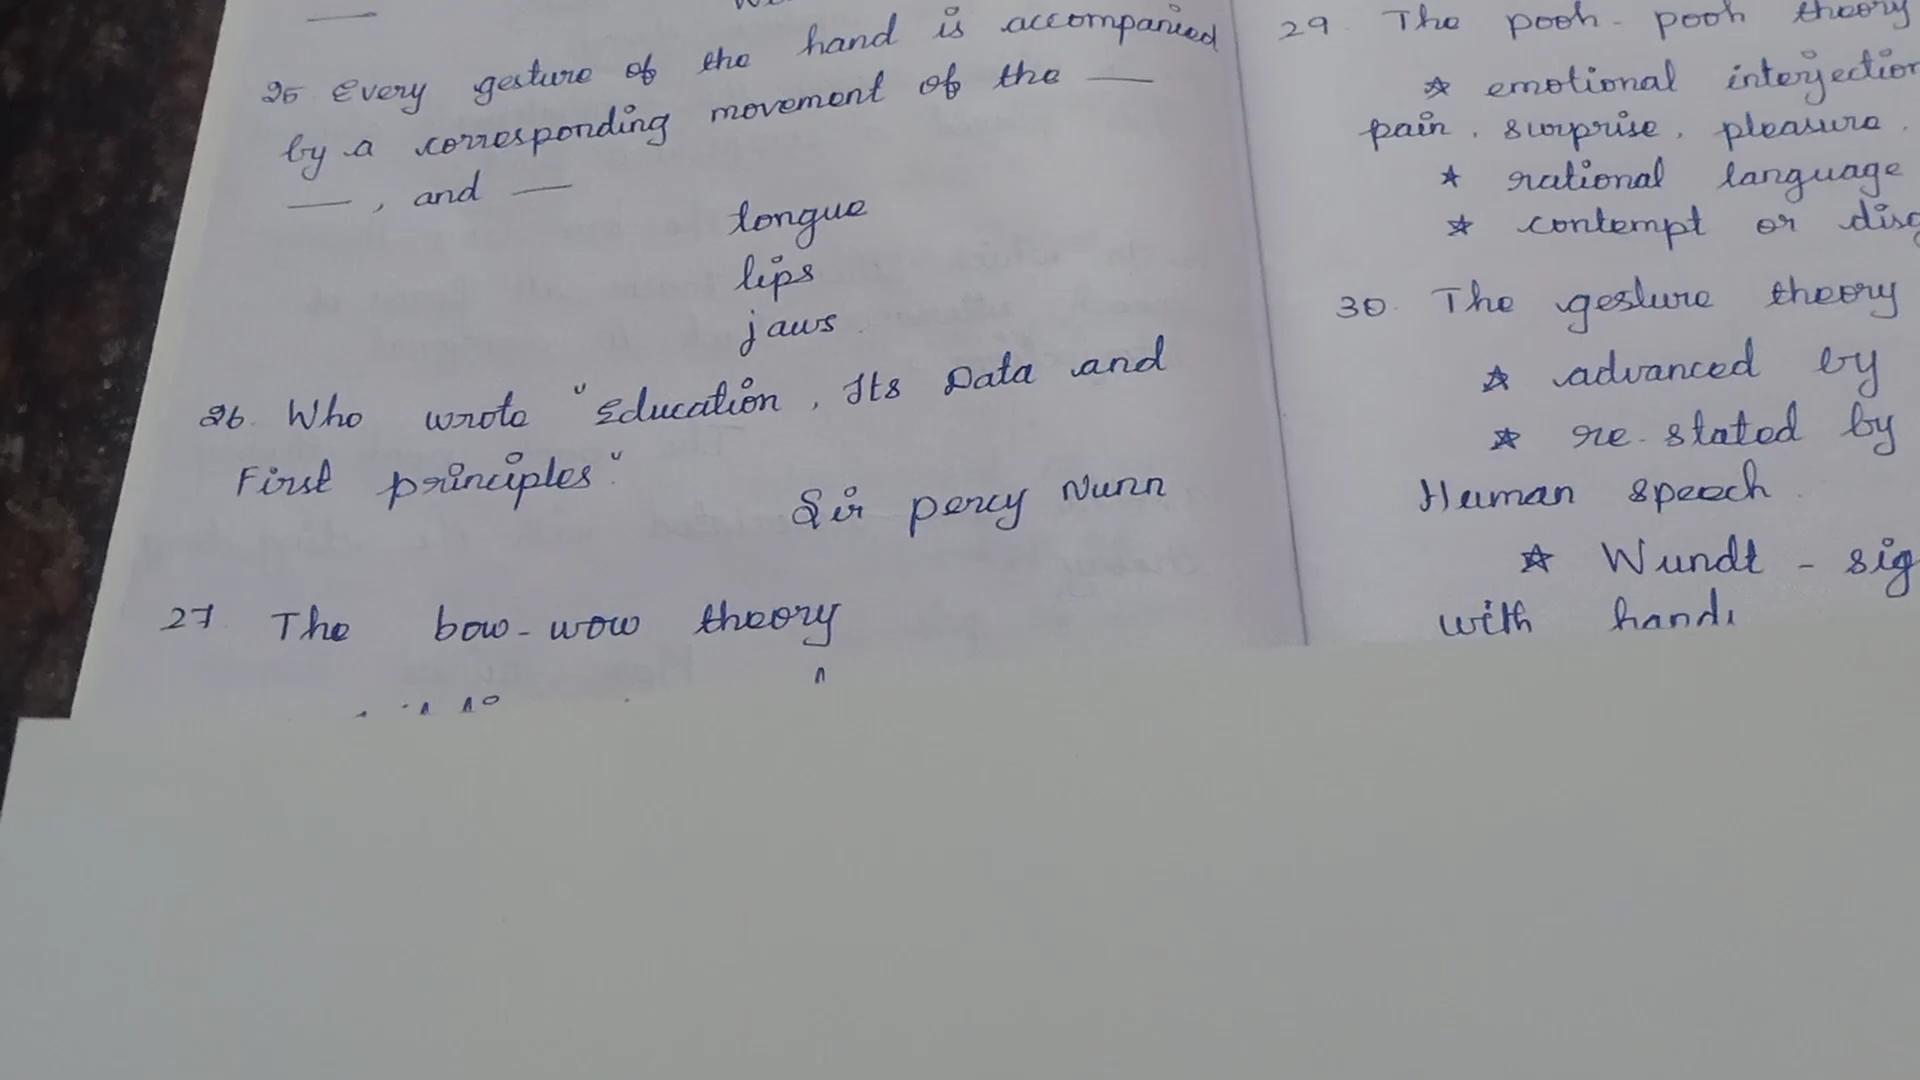 25 Every gesture of the hand is accompanied
by a corresponding movement of the —
—, and —
tongue
lips
jaws.
26. Who wrote "Education, Its Data and
First principles"
Sir percy Nunn
27. The bow-wow theory
29. The pooh-pooh theory
* emotional
pain, surprise, pleasure,
* rational language
* contempt or
30. The gesture theory
* advanced by
* re-stated by
Human speech.
* Wundt -
with